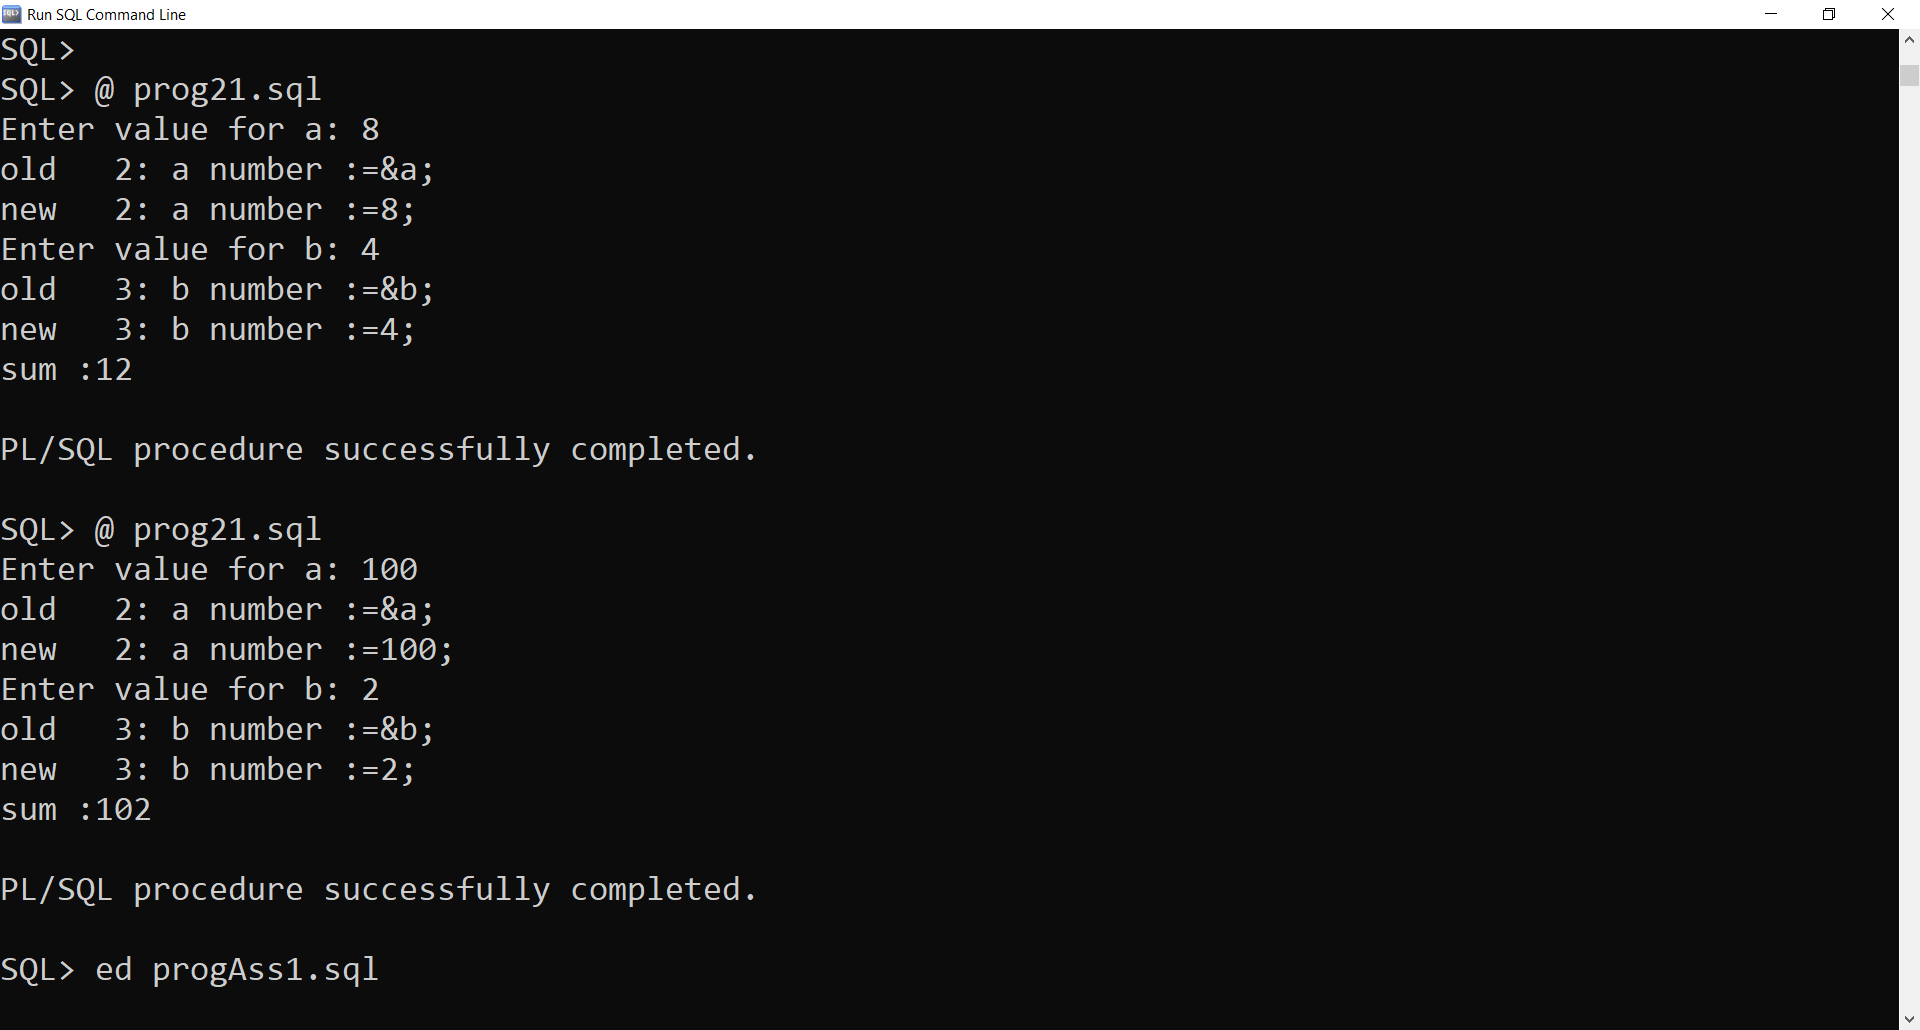 Run SQL Command Line
SQL>
SQL> @ prog21.sql
Enter value for a: 8
old   2: a number :=&a;
new   2: a number :=8;
Enter value for b: 4
old   3: b number :=&b;
new   3: b number :=4;
sum :12
PL/SQL procedure successfully completed.
SQL> @ prog21.sql
Enter value for a: 100
old   2: a number :=&a;
new   2: a number :=100;
Enter value for b: 2
old   3: b number :=&b;
new   3: b number :=2;
sum :102
PL/SQL procedure successfully completed.
SQL> ed progAss1.sql